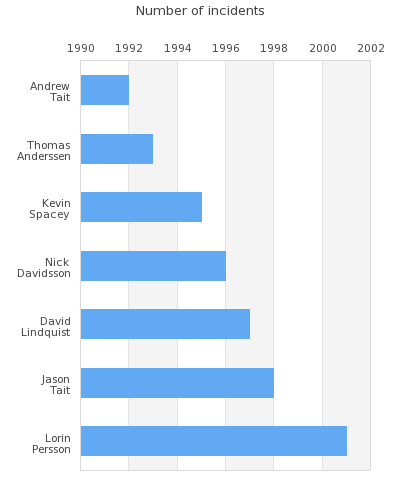 Number of incidents
1990 1992 1994 1996 1998 2000 2002
Andrew
Tait
Thomas
Anderssen
Kevin
Spacey
Nick
Davidsson
David
Lindquist
Jason
Tait
Lorin
Persson